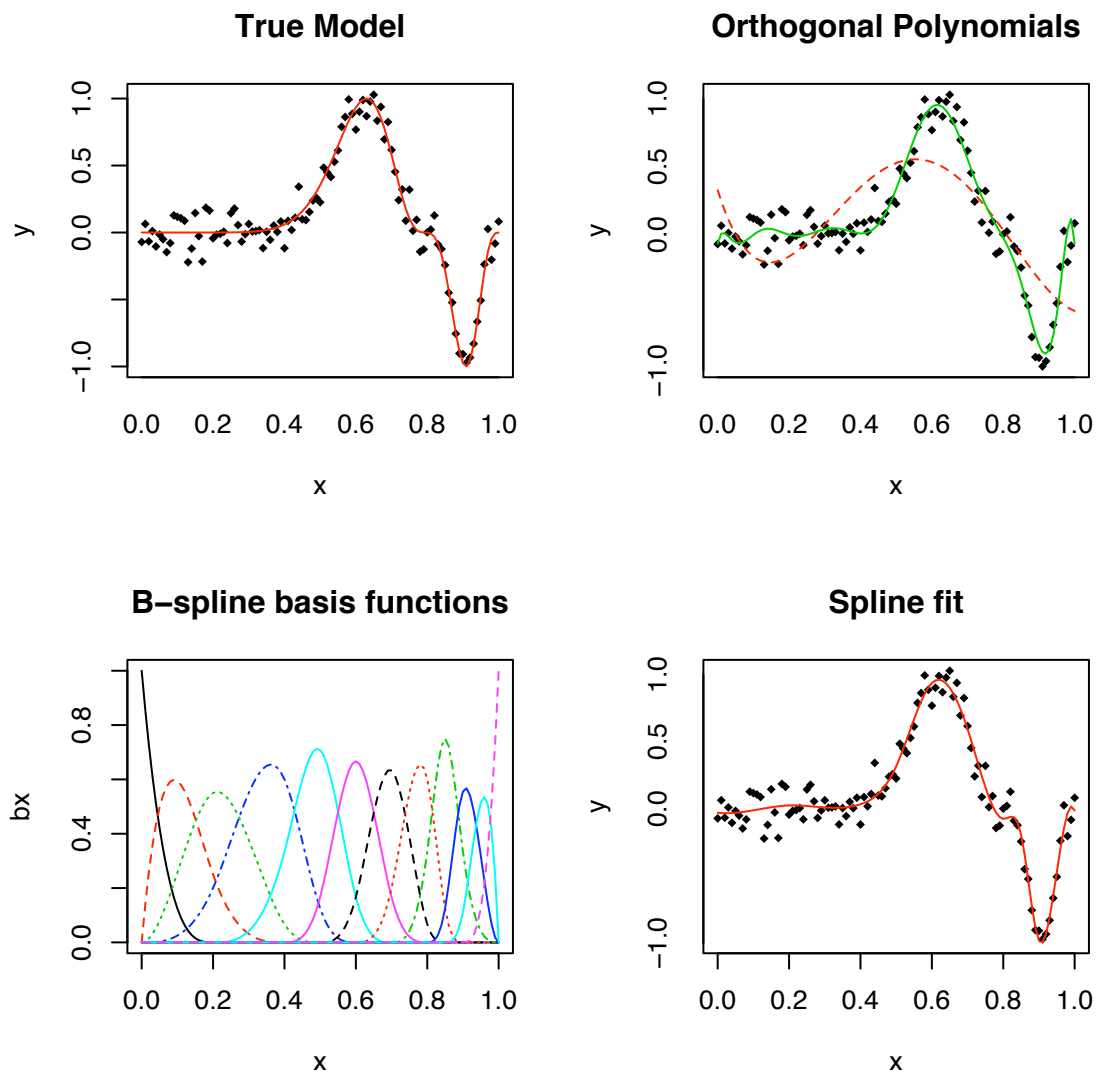 True Model
y
1.0
0.5
0.0
−1.0
0.0 0.2 0.4 0.6 0.8 1.0
x
Orthogonal Polynomials
y
1.0
0.5
0.0
−1.0
0.0 0.2 0.4 0.6 0.8 1.0
x
B−spline basis functions
bx
0.8
0.4
0.0
0.0 0.2 0.4 0.6 0.8 1.0
x
Spline fit
y
1.0
0.5
0.0
−1.0
0.0 0.2 0.4 0.6 0.8 1.0
x